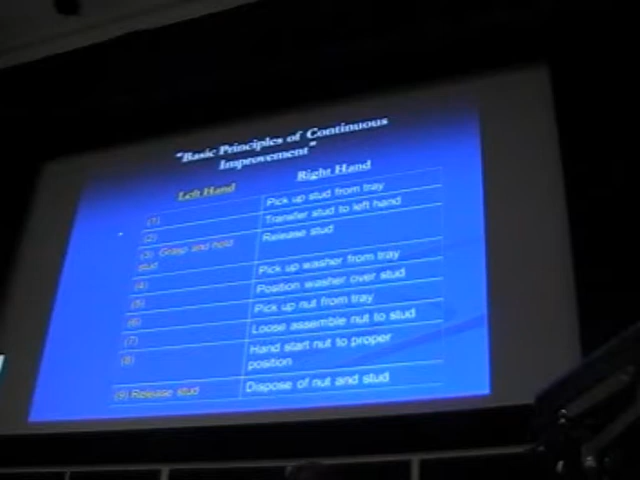 "Basic Principles of Continuous
Improvement"
Left Hand Right Hand
(1) Pick up stud from tray
(2) Transfer stud to left hand
(3) Grasp and hold Release stud
stud
(4) Pick up washer from tray
(5) Position washer over stud
(6) Pick up nut from tray
(7) Loose assemble nut to stud
(8) Hand start nut to proper
position
(9) Release stud Dispose of nut and stud